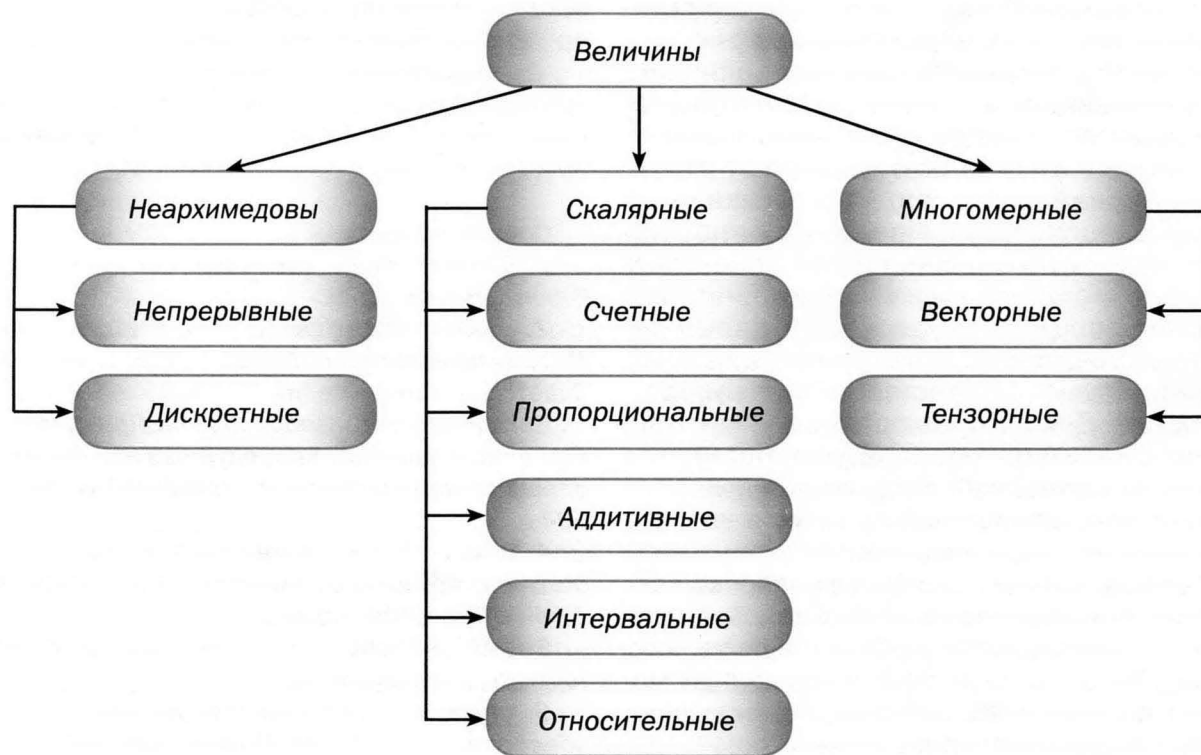 Величины
Неархимедовы
Непрерывные
Дискретные
Скалярные
Счетные
Пропорциональные
Аддитивные
Интервальные
Относительные
Многомерные
Векторные
Тензорные